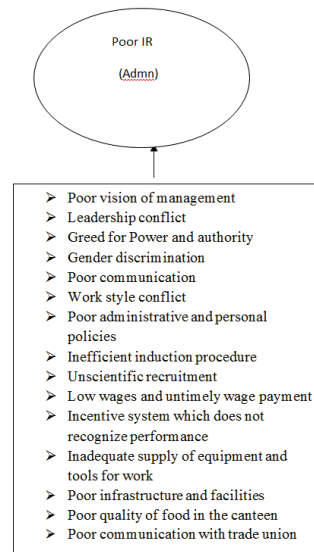 Poor IR
(Admn)
➢ Poor vision of management
➢ Leadership conflict
➢ Greed for Power and authority
➢ Gender discrimination
➢ Poor communication
➢ Work style conflict
➢ Poor administrative and personal
policies
➢ Inefficient induction procedure
➢ Unscientific recruitment
➢ Low wages and untimely wage payment
➢ Incentive system which does not
recognize performance
➢ Inadequate supply of equipment and
tools for work
➢ Poor infrastructure and facilities
➢ Poor quality of food in the canteen
➢ Poor communication with trade union